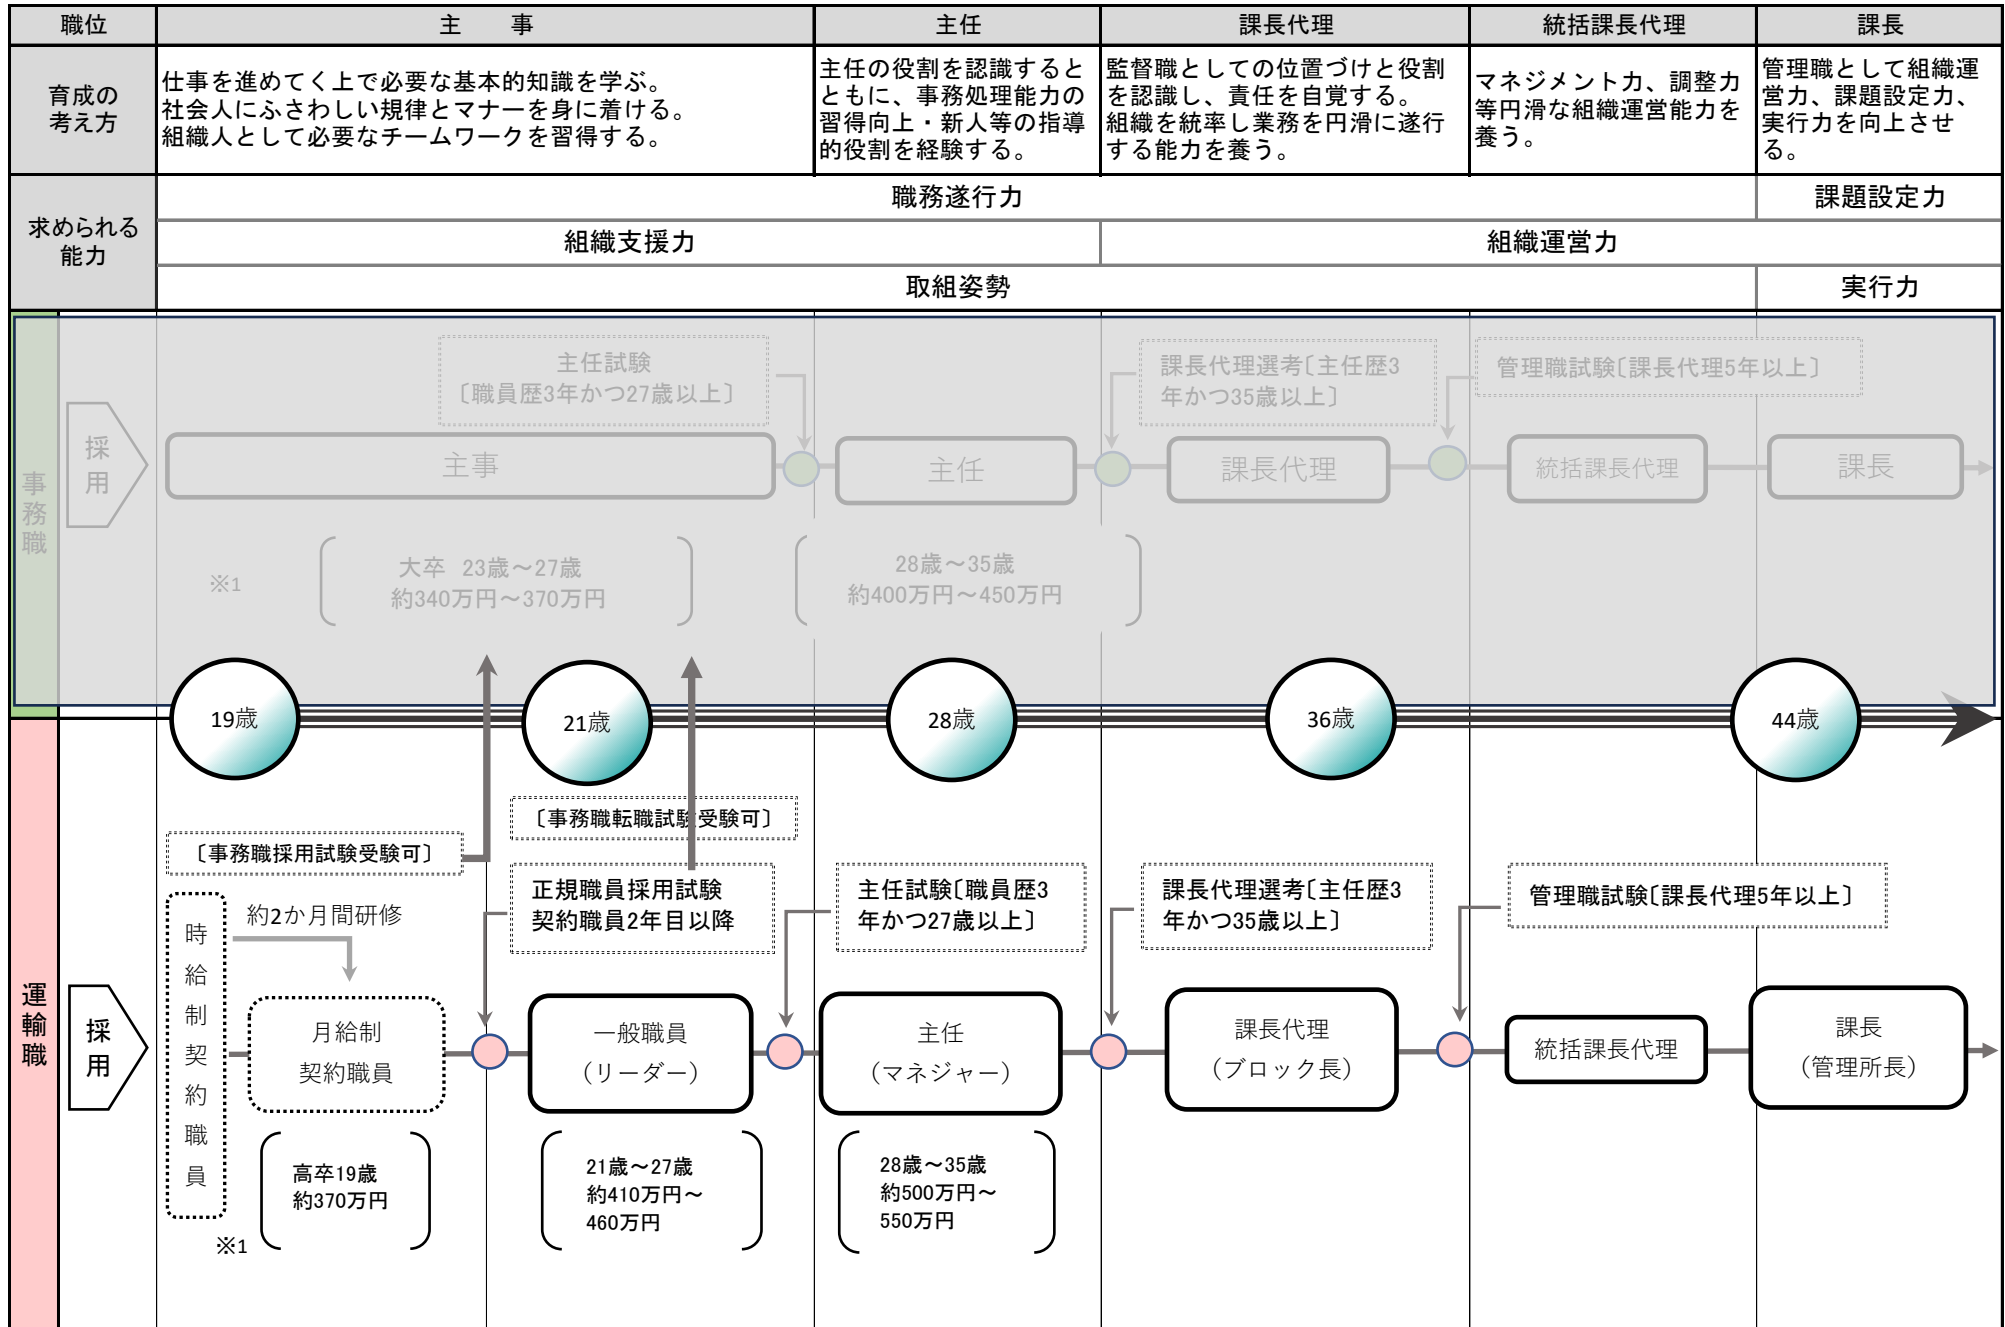 職位
主　事
主任
課長代理
統括課長代理
課長
育成の
考え方
仕事を進めてく上で必要な基本的知識を学ぶ。
社会人にふさわしい規律とマナーを身に着ける。
組織人として必要なチームワークを習得する。
主任の役割を認識すると
ともに、事務処理能力の
習得向上・新人等の指導
的役割を経験する。
監督職としての位置づけと役割
を認識し、責任を自覚する。
組織を統率し業務を円滑に遂行
する能力を養う。
マネジメント力、調整力
等円滑な組織運営能力を
養う。
管理職として組織運
営力、課題設定力、
実行力を向上させ
る。
求められる
能力
職務遂行力
課題設定力
組織支援力
組織運営力
取組姿勢
実行力
事務職
採用
主任試験
〔職員歴3年かつ27歳以上〕
課長代理選考〔主任歴3
年かつ35歳以上〕
管理職試験〔課長代理5年以上〕
主事
主任
課長代理
統括課長代理
課長
※1
大卒　23歳～27歳
約340万円～370万円
28歳～35歳
約400万円～450万円
19歳
21歳
28歳
36歳
44歳
運輸職
採用
〔事務職採用試験受験可〕
〔事務職転職試験受験可〕
時給制契約職員
約2か月間研修
正規職員採用試験
契約職員2年目以降
主任試験〔職員歴3
年かつ27歳以上〕
課長代理選考〔主任歴3
年かつ35歳以上〕
管理職試験〔課長代理5年以上〕
月給制
契約職員
一般職員
（リーダー）
主任
（マネジャー）
課長代理
（ブロック長）
統括課長代理
課長
（管理所長）
※1
高卒19歳
約370万円
21歳～27歳
約410万円～
460万円
28歳～35歳
約500万円～
550万円